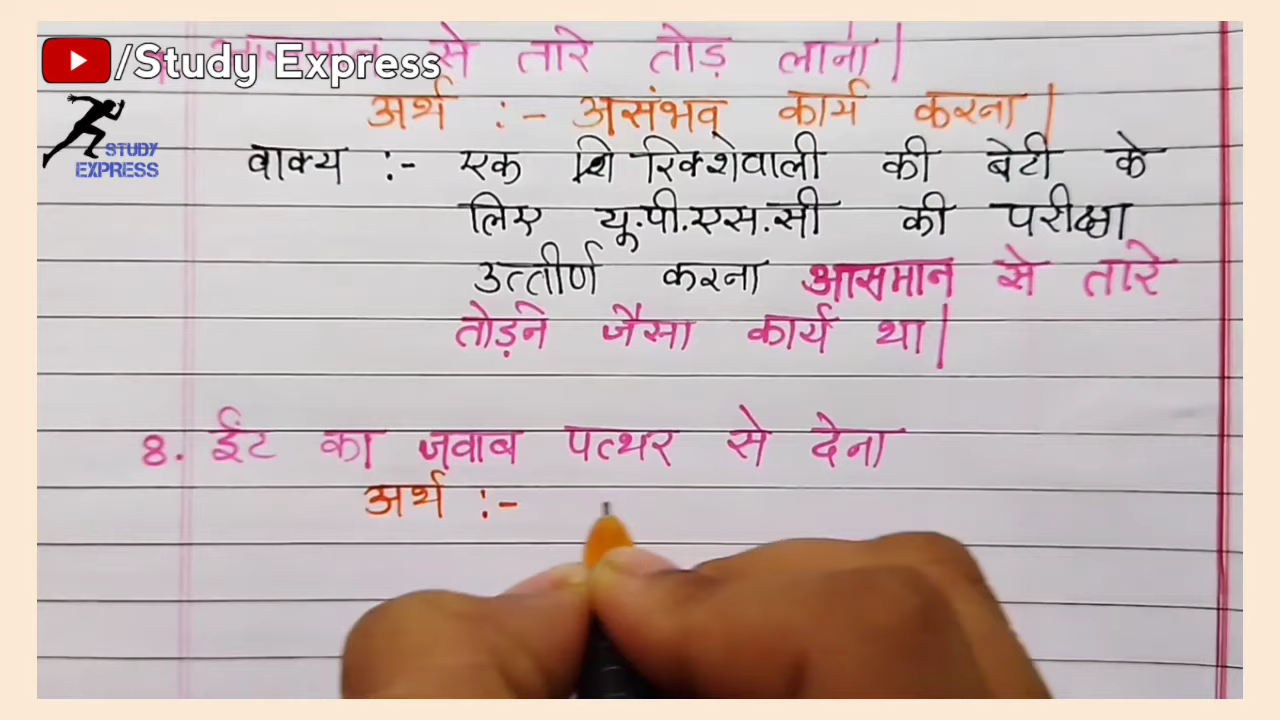 /Study Express
आसमान से तारे तोड़ लाना।
STUDY
EXPRESS
अर्थ :- असंभव कार्य करना।
वाक्य :- एक रिक्शेवाली की बेटी के
लिए यू.पी.एस.सी की परीक्षा
उत्तीर्ण करना आसमान से तारे
तोड़ने जैसा कार्य था।
8. ईंट का जवाब पत्थर से देना
अर्थ :-